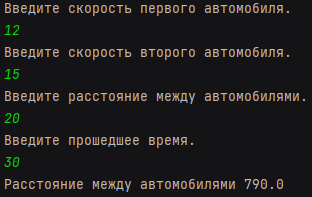 Введите скорость первого автомобиля.
12
Введите скорость второго автомобиля.
15
Введите расстояние между автомобилями.
20
Введите прошедшее время.
30
Расстояние между автомобилями 790.0